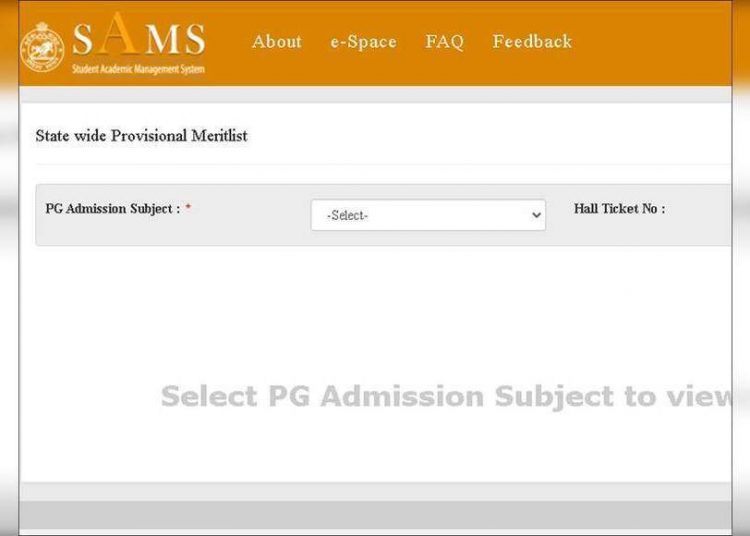 SAMS
Student Academic Management System
About e-Space FAQ Feedback
State wide Provisional Meritlist
PG Admission Subject : * -Select- Hall Ticket No :
Select PG Admission Subject to view